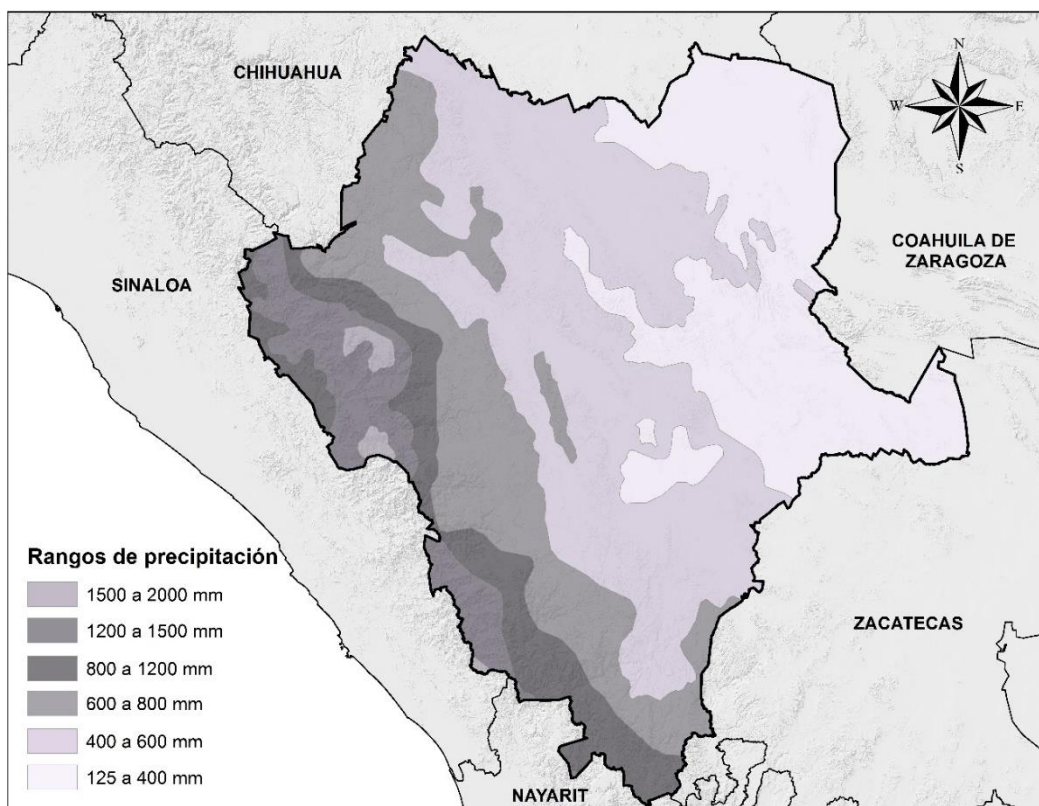 CHIHUAHUA
N
W
E
S
COAHUILA DE
ZARAGOZA
SINALOA
Rangos de precipitación
1500 a 2000 mm
1200 a 1500 mm
800 a 1200 mm
600 a 800 mm
400 a 600 mm
125 a 400 mm
ZACATECAS
NAYARIT